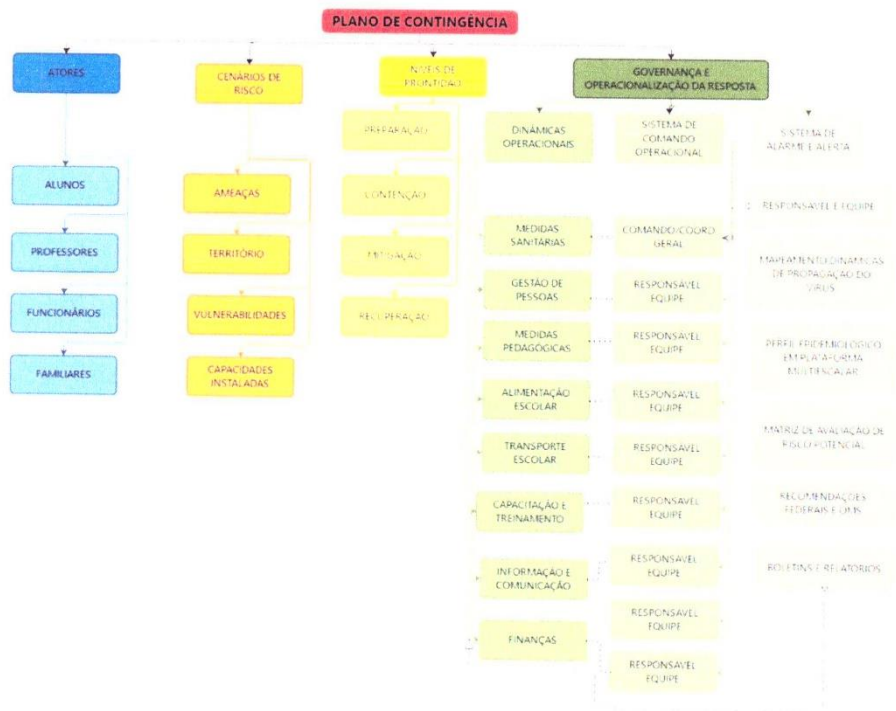 PLANO DE CONTINGÊNCIA
ATORES
ALUNOS
PROFESSORES
FUNCIONÁRIOS
FAMILIARES
CENÁRIOS DE
RISCO
AMEAÇAS
TERRITÓRIO
VULNERABILIDADES
CAPACIDADES
INSTALADAS
NÍVEIS DE
PRONTIDÃO
PREPARAÇÃO
CONTENÇÃO
MITIGAÇÃO
RECUPERAÇÃO
GOVERNANÇA E
OPERACIONALIZAÇÃO DA RESPOSTA
DINÂMICAS
OPERACIONAIS
MEDIDAS
SANITÁRIAS
GESTÃO DE
PESSOAS
MEDIDAS
PEDAGÓGICAS
ALIMENTAÇÃO
ESCOLAR
TRANSPORTE
ESCOLAR
CAPACITAÇÃO E
TREINAMENTO
INFORMAÇÃO E
COMUNICAÇÃO
FINANÇAS
SISTEMA DE
COMANDO
OPERACIONAL
COMANDO/COORD
GERAL
RESPONSÁVEL
EQUIPE
RESPONSÁVEL
EQUIPE
RESPONSÁVEL
EQUIPE
RESPONSÁVEL
EQUIPE
RESPONSÁVEL
EQUIPE
RESPONSÁVEL
EQUIPE
RESPONSÁVEL
EQUIPE
RESPONSÁVEL
EQUIPE
SISTEMA DE
ALARME E ALERTA
RESPONSÁVEL E EQUIPE
MAPEAMENTO DINÂMICAS
DE PROPAGAÇÃO DO
VÍRUS
PERFIL EPIDEMIOLÓGICO
EM PLATAFORMA
MULTIESCALAR
MATRIZ DE AVALIAÇÃO DE
RISCO POTENCIAL
RECOMENDAÇÕES
FEDERAIS E OMS
BOLETINS E RELATÓRIOS